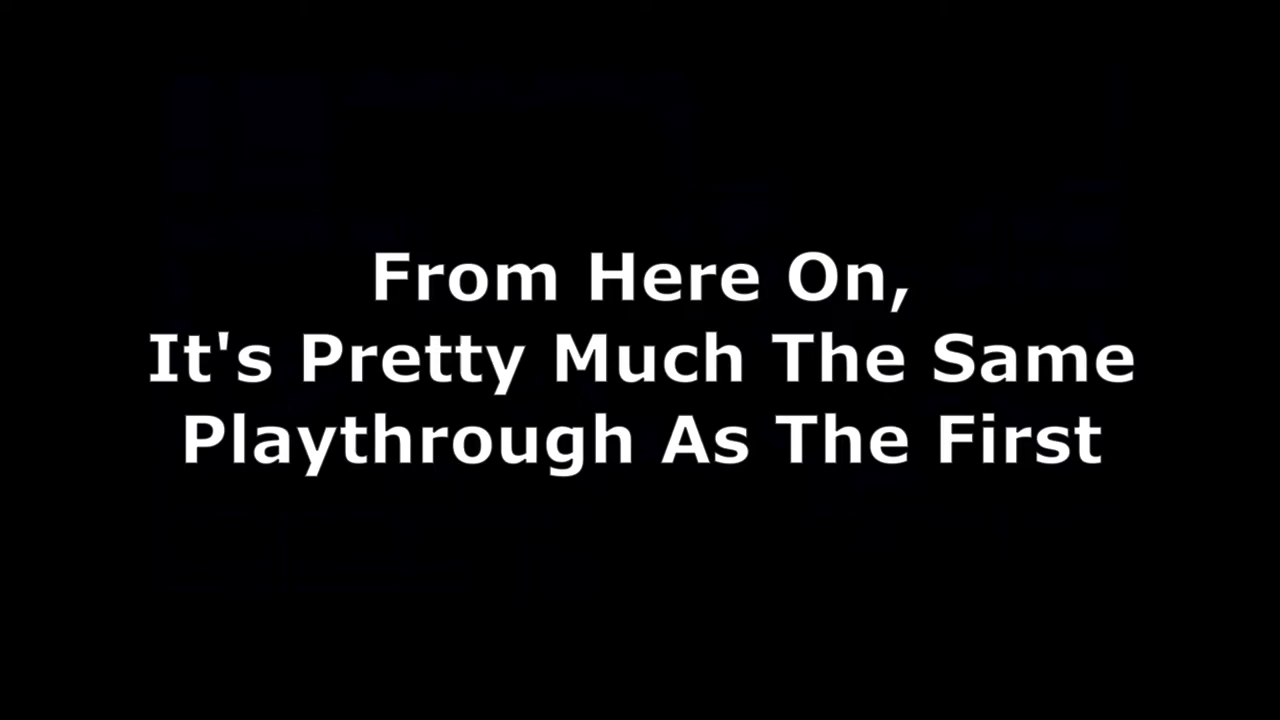 From Here On,
It's Pretty Much The Same
Playthrough As The First